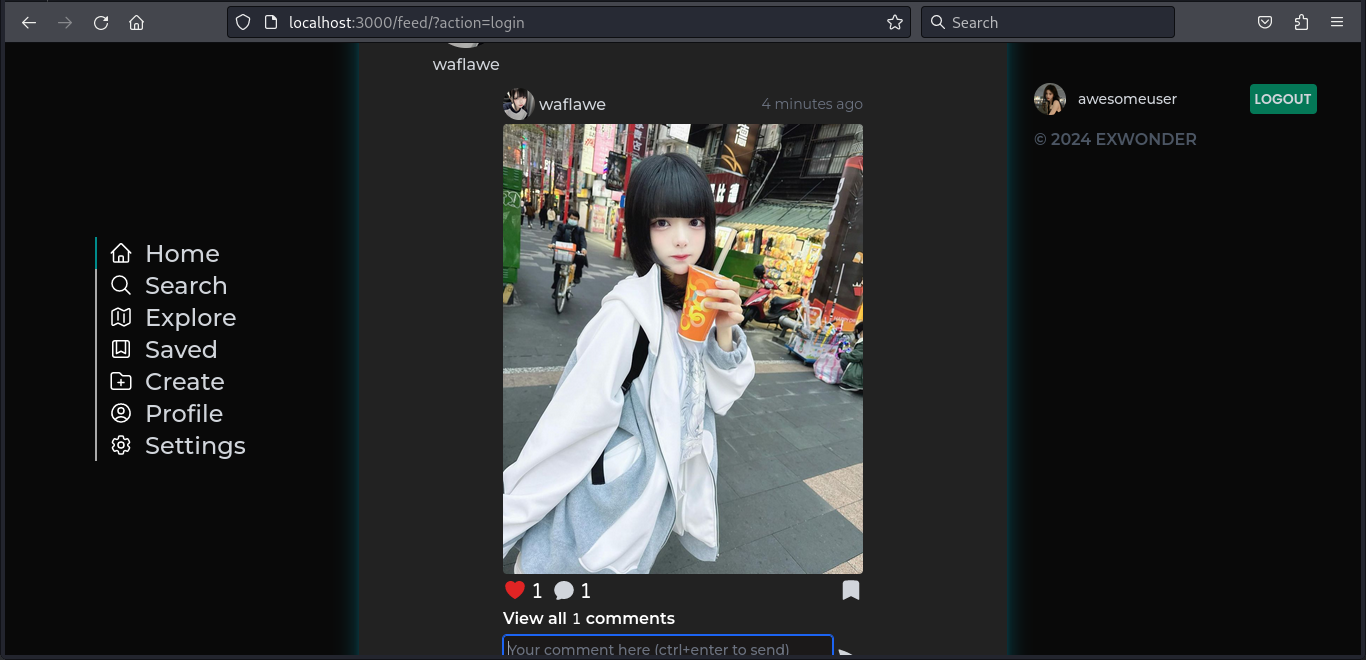 localhost:3000/feed/?action=login
Search
waflawe
waflawe
4 minutes ago
Home
Search
Explore
Saved
Create
Profile
Settings
awesomeuser
LOGOUT
© 2024 EXWONDER
1
1
View all 1 comments
Your comment here (ctrl+enter to send)